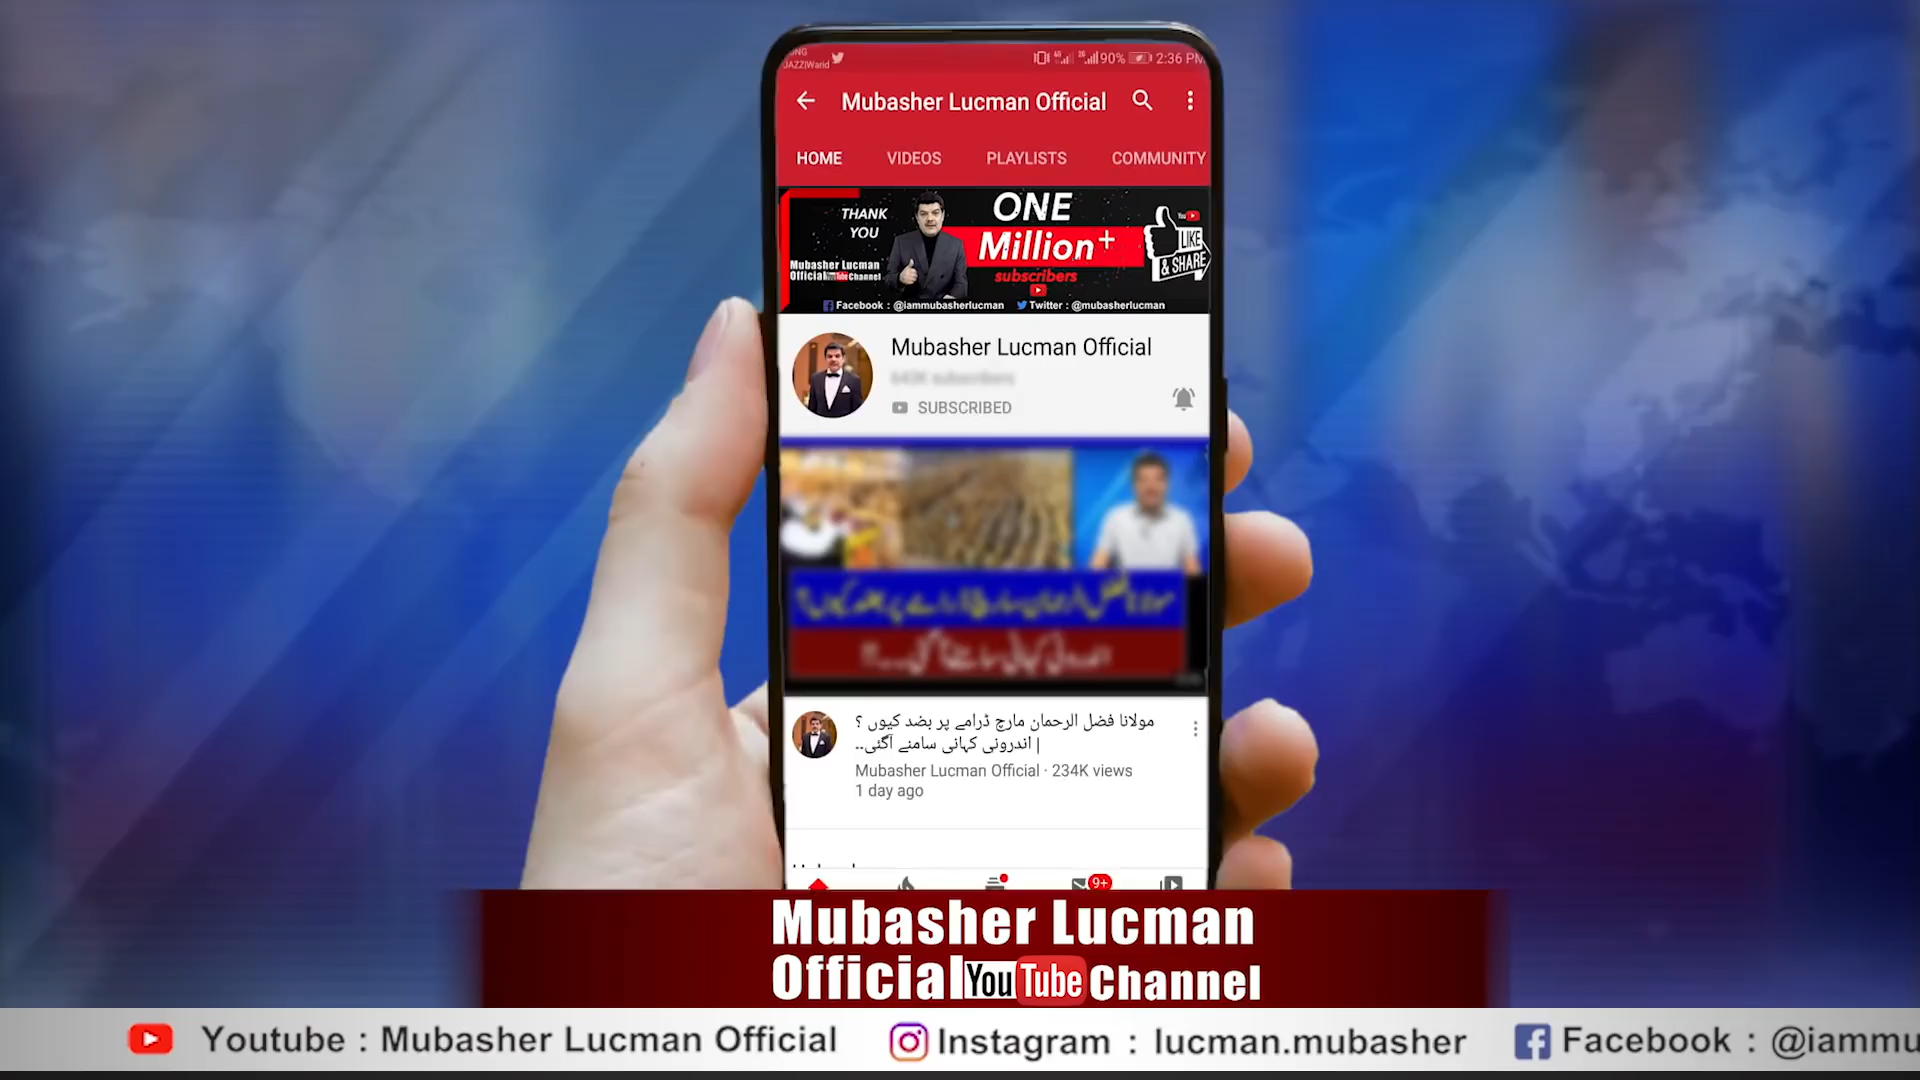 JAZZ|Warid
90%
2:36 PM
Mubasher Lucman Official
HOME VIDEOS PLAYLISTS COMMUNITY
THANK YOU
ONE
Million+
subscribers
Mubasher Lucman
Official YouTube Channel
You
LIKE
& SHARE
Facebook : @iammubasherlucman Twitter : @mubasherlucman
Mubasher Lucman Official
SUBSCRIBED
مولانا فضل الرحمان مارچ ڈرامے پر بضد کیوں ؟
| اندرونی کہانی سامنے آگئی..
Mubasher Lucman Official · 234K views
1 day ago
9+
Mubasher Lucman
Official YouTube Channel
Youtube : Mubasher Lucman Official Instagram : lucman.mubasher Facebook : @iammu